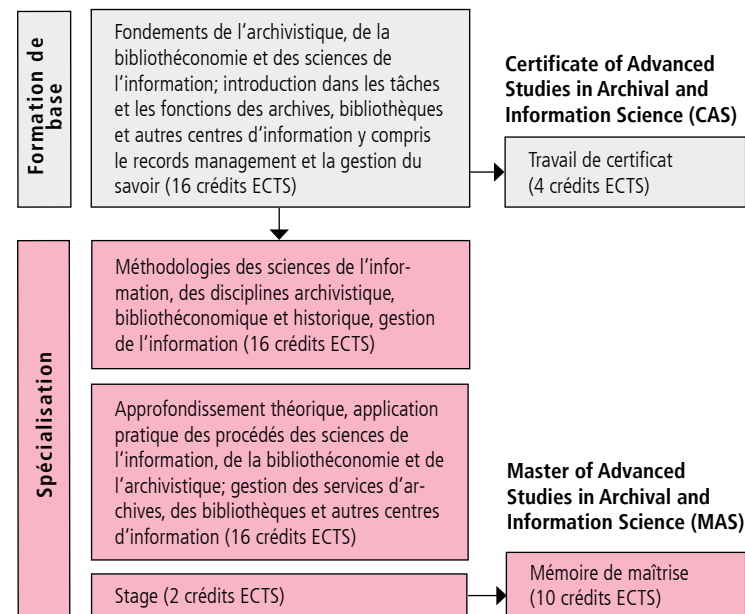 Formation de
base
Fondements de l'archivistique, de la
bibliothéconomie et des sciences de
l'information; introduction dans les tâches
et les fonctions des archives, bibliothèques
et autres centres d'information y compris
le records management et la gestion du
savoir (16 crédits ECTS)
Certificate of Advanced
Studies in Archival and
Information Science (CAS)
Travail de certificat
(4 crédits ECTS)
Spécialisation
Méthodologies des sciences de l'infor-
mation, des disciplines archivistique,
bibliothéconomique et historique, gestion
de l'information (16 crédits ECTS)
Approfondissement théorique, application
pratique des procédés des sciences de
l'information, de la bibliothéconomie et de
l'archivistique; gestion des services d'ar-
chives, des bibliothèques et autres centres
d'information (16 crédits ECTS)
Stage (2 crédits ECTS)
Master of Advanced
Studies in Archival and
Information Science (MAS)
Mémoire de maîtrise
(10 crédits ECTS)